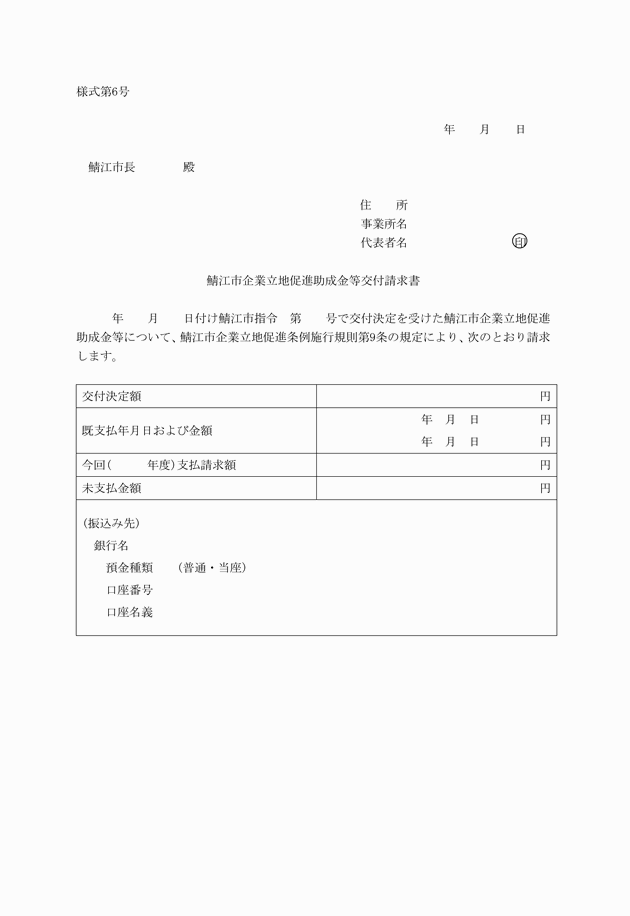 様式第6号
年　　月　　日
鯖江市長　　　　殿
住　　所
事業所名
代表者名　　　　　　　　　㊞
鯖江市企業立地促進助成金等交付請求書
年　　月　　日付け鯖江市指令　第　　号で交付決定を受けた鯖江市企業立地促進
助成金等について、鯖江市企業立地促進条例施行規則第9条の規定により、次のとおり請求
します。
交付決定額　　円
既支払年月日および金額
年　月　日　　　　　円
年　月　日　　　　　円
今回(　　　年度)支払請求額　　円
未支払金額　　円
(振込み先)
銀行名
預金種類　　(普通・当座)
口座番号
口座名義